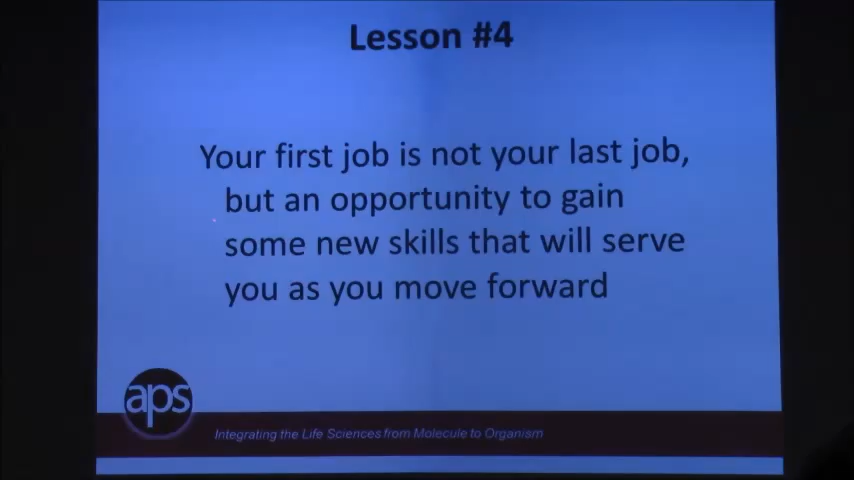 Lesson #4
Your first job is not your last job,
but an opportunity to gain
some new skills that will serve
you as you move forward
aps
Integrating the Life Sciences from Molecule to Organism